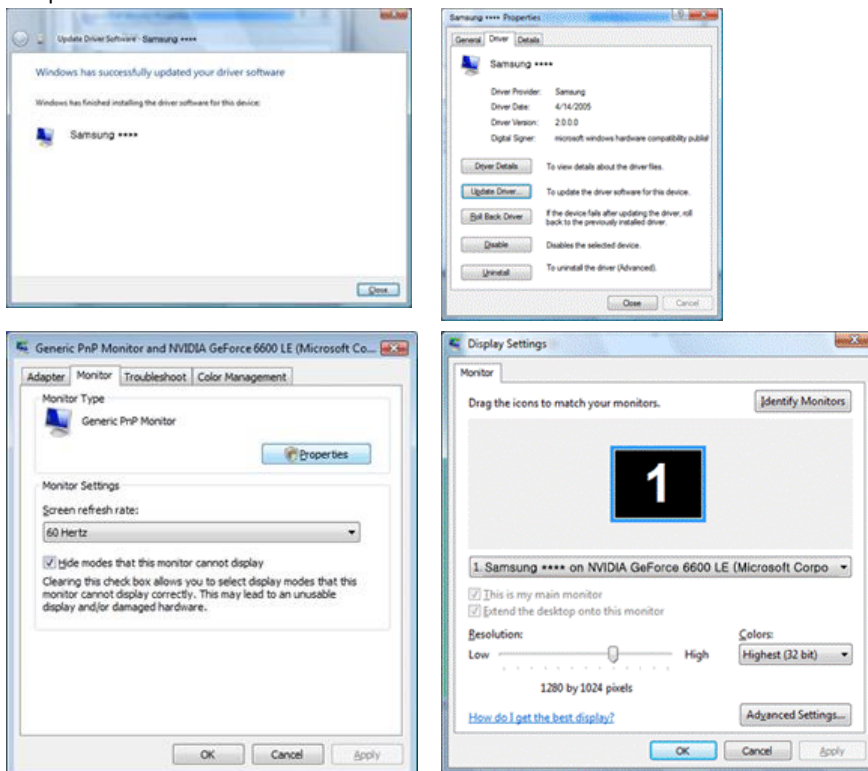 Update Driver Software - Samsung ****
Windows has successfully updated your driver software
Windows has finished installing the driver software for this device:
Samsung ****
Close
Samsung **** Properties
General Driver Details
Samsung ****
Driver Provider: Samsung
Driver Date: 4/14/2005
Driver Version: 2.0.0.0
Digital Signer: microsoft windows hardware compatibility publis
Driver Details To view details about the driver files.
Update Driver... To update the driver software for this device.
Roll Back Driver If the device fails after updating the driver, roll
back to the previously installed driver.
Disable Disables the selected device.
Uninstall To uninstall the driver (Advanced).
Close Cancel
Generic PnP Monitor and NVIDIA GeForce 6600 LE (Microsoft Co...
Adapter Monitor Troubleshoot Color Management
Monitor Type
Generic PnP Monitor
Properties
Monitor Settings
Screen refresh rate:
60 Hertz
Hide modes that this monitor cannot display
Clearing this check box allows you to select display modes that this
monitor cannot display correctly. This may lead to an unusable
display and/or damaged hardware.
OK Cancel Apply
Display Settings
Monitor
Drag the icons to match your monitors.
Identify Monitors
1
1. Samsung **** on NVIDIA GeForce 6600 LE (Microsoft Corpo
This is my main monitor
Extend the desktop onto this monitor
Resolution: Colors:
Low High Highest (32 bit)
1280 by 1024 pixels
How do I get the best display? Advanced Settings...
OK Cancel Apply